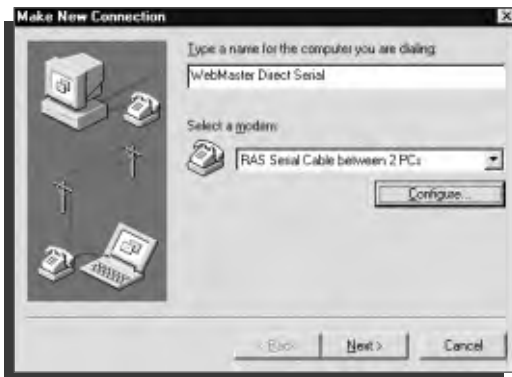 Make New Connection
Type a name for the computer you are dialing:
WebMaster Direct Serial
Select a modem:
RAS Serial Cable between 2 PCs
Configure...
< Back
Next >
Cancel